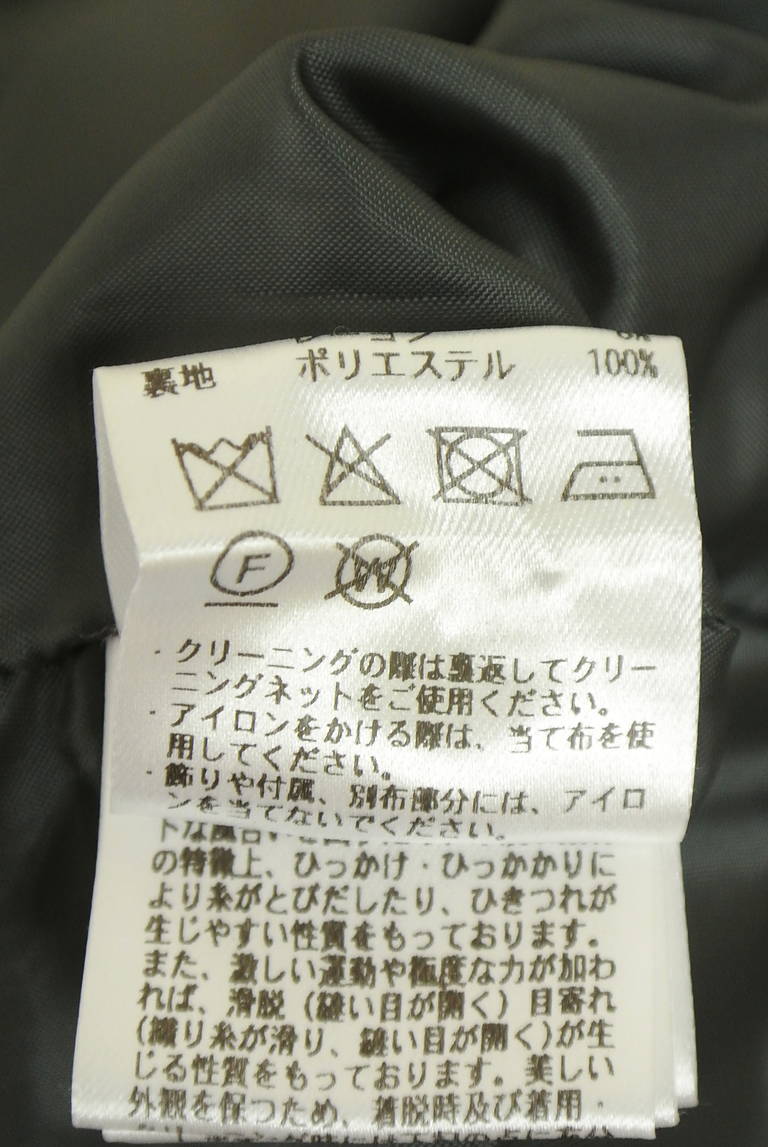 裏地 ポリエステル 100%
F W
・クリーニングの際は裏返してクリー
ニングネットをご使用ください。
・アイロンをかける際は、当て布を使
用してください。
・飾りや付属、別布部分には、アイロ
ンを当てないでください。
の特徴上、ひっかけ・ひっかかりに
より糸がとびだしたり、ひきつれが
生じやすい性質をもっております。
また、激しい運動や極度な力が加わ
れば、滑脱（縫い目が開く）目寄れ
(織り糸が滑り、縫い目が開く)が生
じる性質をもっております。美しい
外観を保つため、着脱時及び着用・